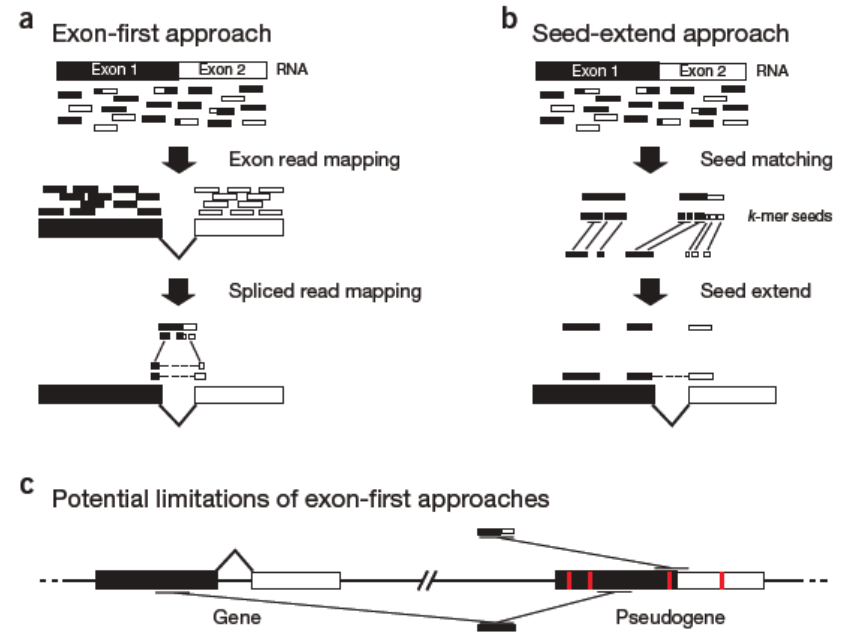 a
Exon-first approach
Exon 1 Exon 2 RNA
Exon read mapping
Spliced read mapping
b
Seed-extend approach
Exon 1 Exon 2 RNA
Seed matching
k-mer seeds
Seed extend
c
Potential limitations of exon-first approaches
Gene
Pseudogene